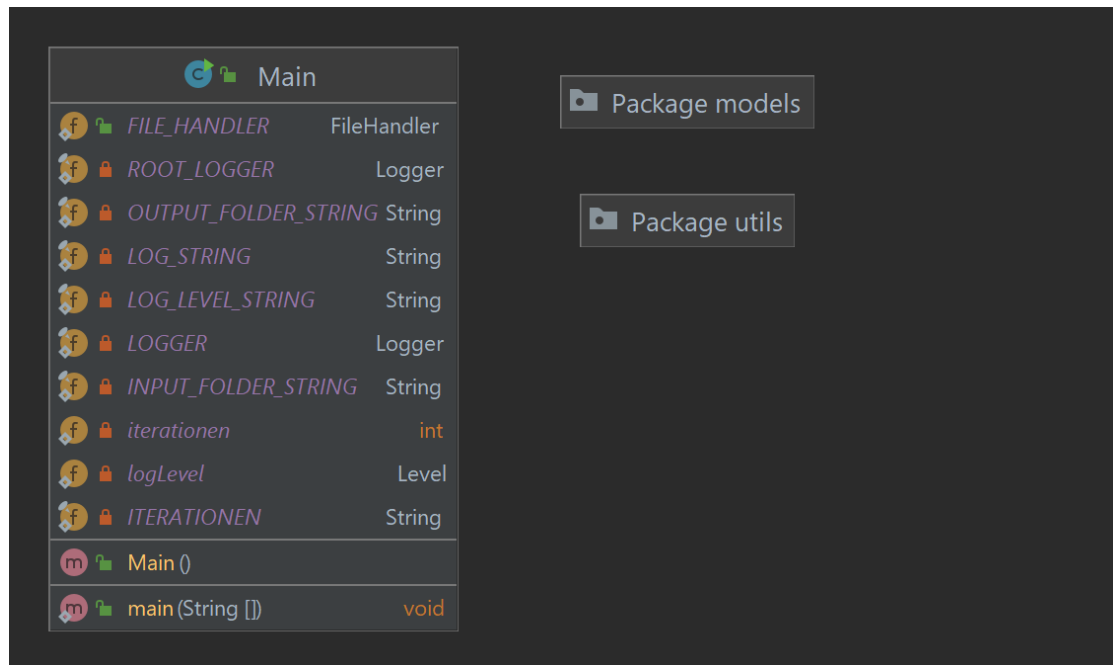 Main
FILE_HANDLER FileHandler
ROOT_LOGGER Logger
OUTPUT_FOLDER_STRING String
LOG_STRING String
LOG_LEVEL_STRING String
LOGGER Logger
INPUT_FOLDER_STRING String
iterationen int
logLevel Level
ITERATIONEN String
Main ()
main (String []) void
Package models
Package utils